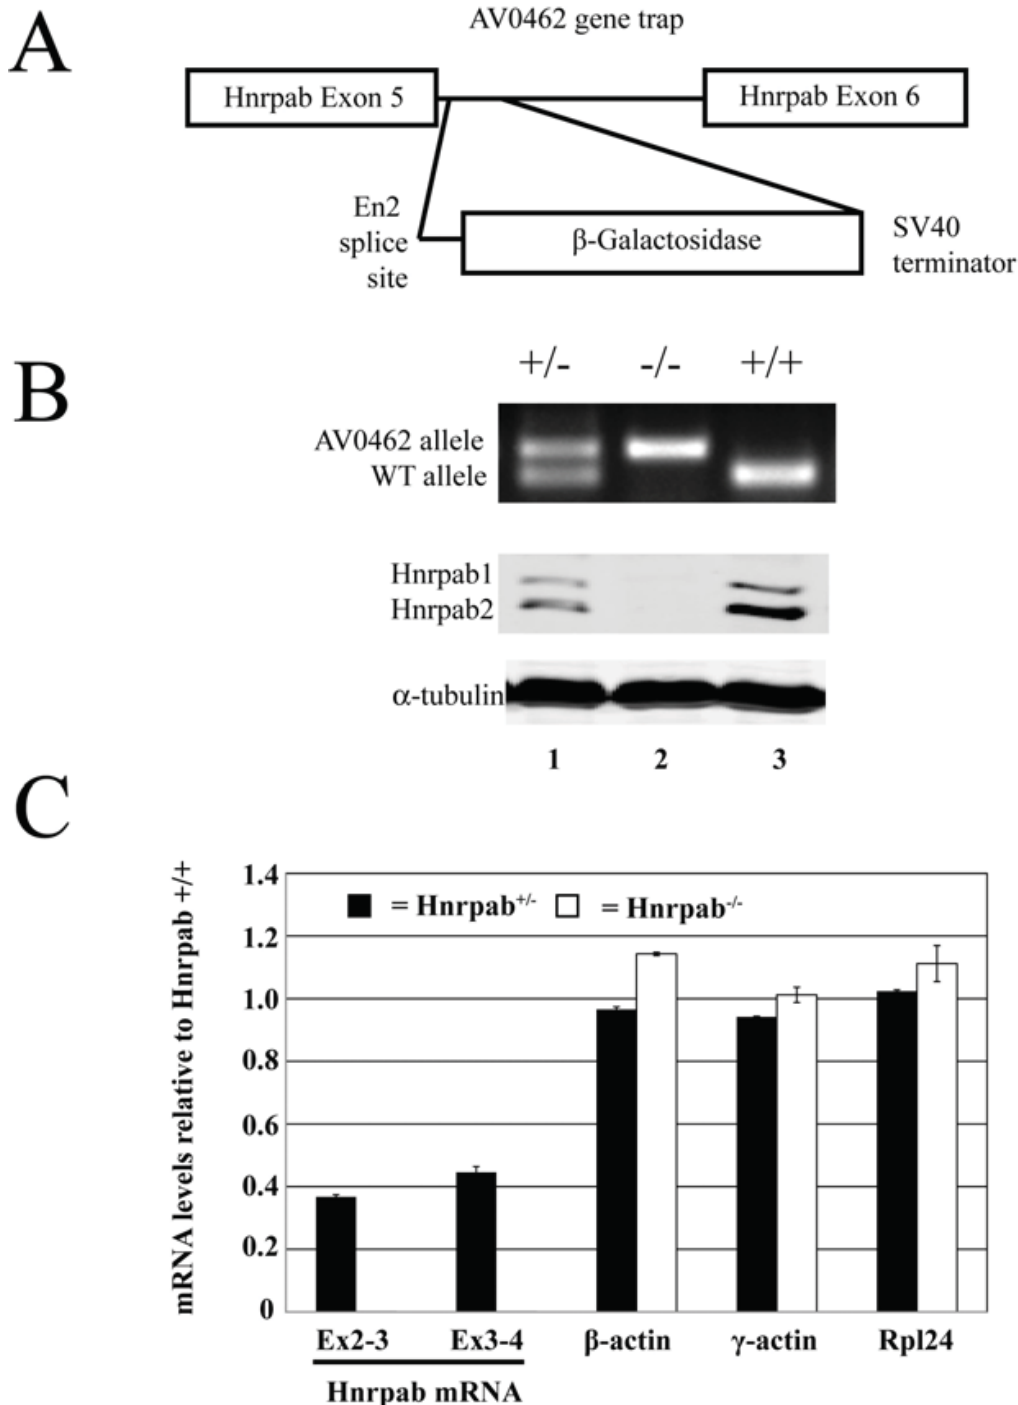 A
AV0462 gene trap
Hnrpab Exon 5
Hnrpab Exon 6
En2
splice
site
β-Galactosidase
SV40
terminator
B
+/- -/- +/+
AV0462 allele
WT allele
Hnrpab1
Hnrpab2
α-tubulin
1 2 3
C
mRNA levels relative to Hnrpab +/+
1.4
1.2
1.0
0.8
0.6
0.4
0.2
0
= Hnrpab+/- = Hnrpab-/-
Ex2-3 Ex3-4 β-actin γ-actin Rpl24
Hnrpab mRNA